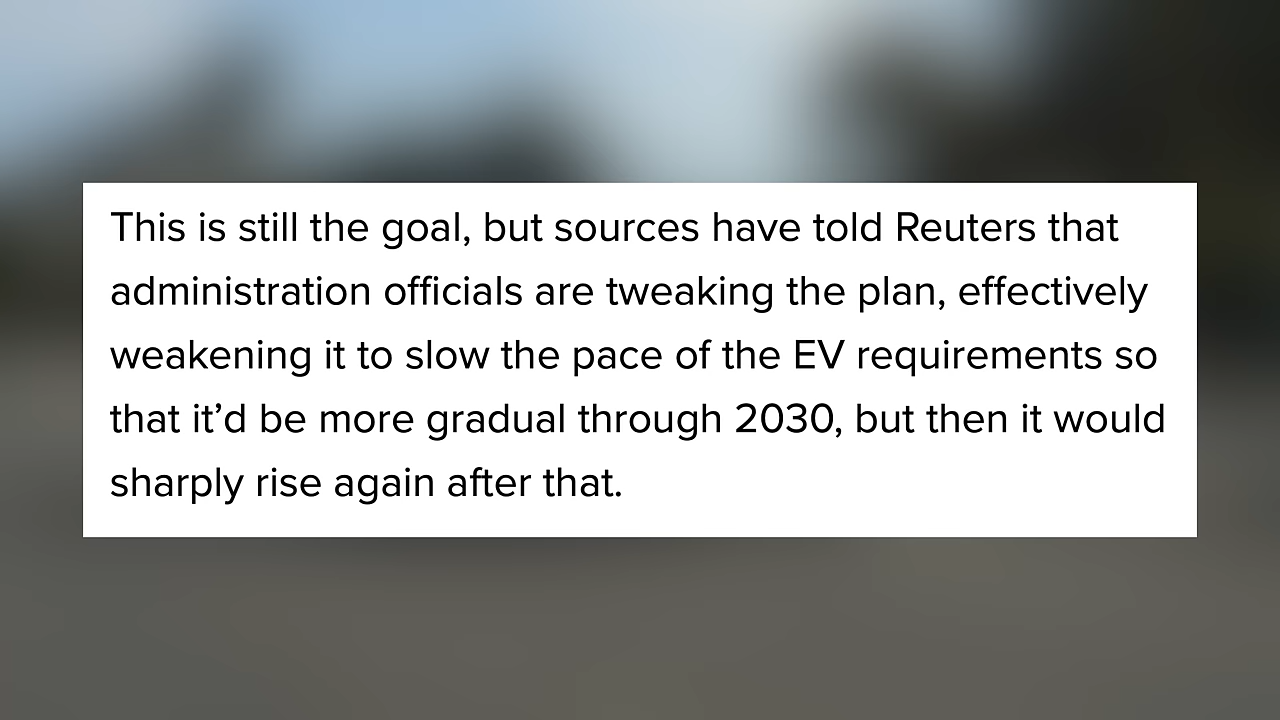 This is still the goal, but sources have told Reuters that
administration officials are tweaking the plan, effectively
weakening it to slow the pace of the EV requirements so
that it’d be more gradual through 2030, but then it would
sharply rise again after that.